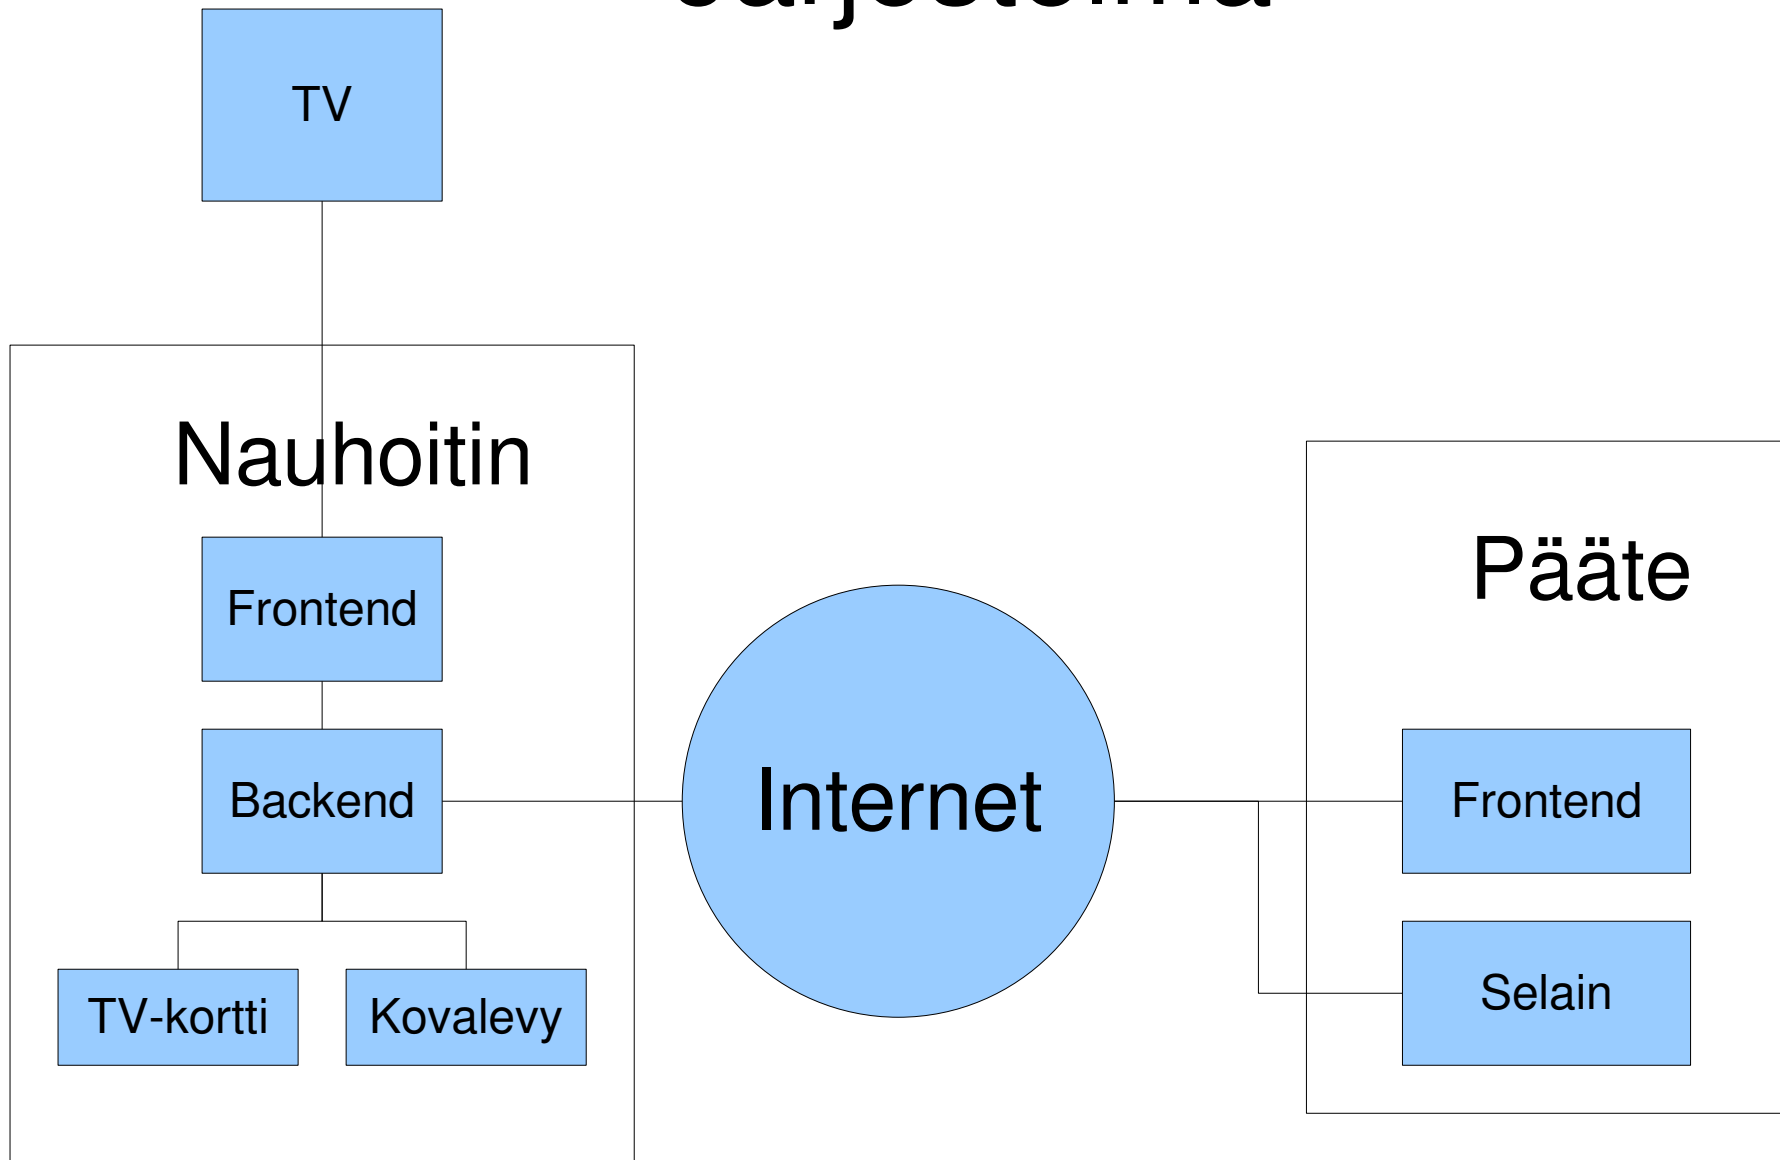 TV
Nauhoitin
Frontend
Backend
TV-kortti
Kovalevy
Internet
Pääte
Frontend
Selain